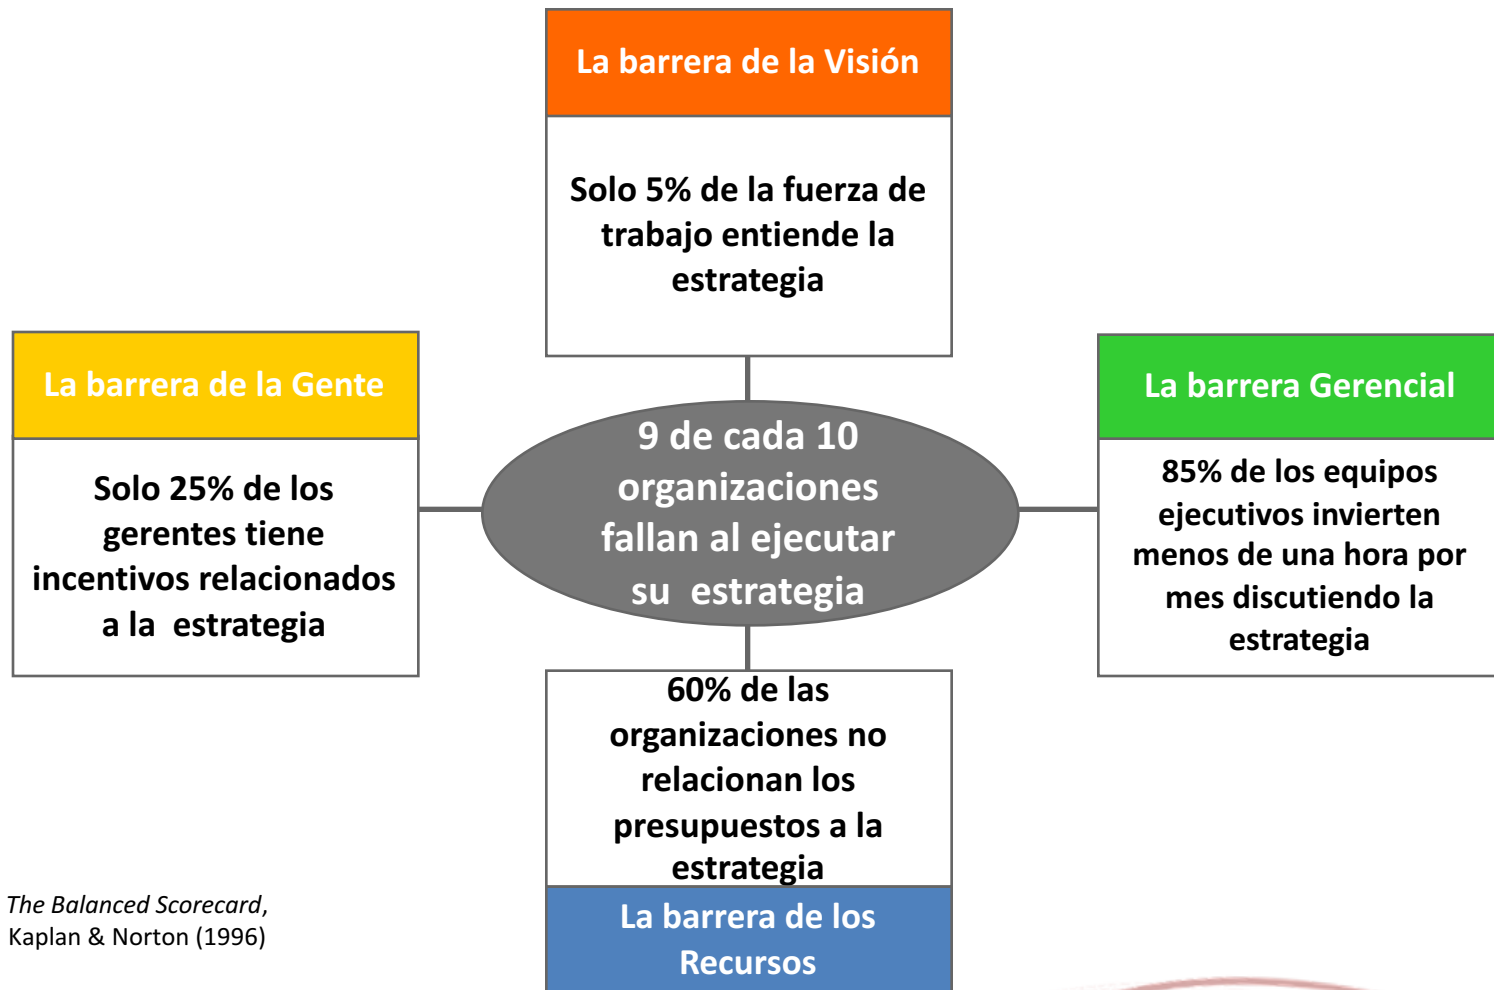 La barrera de la Visión
Solo 5% de la fuerza de
trabajo entiende la
estrategia
La barrera de la Gente
Solo 25% de los
gerentes tiene
incentivos relacionados
a la  estrategia
9 de cada 10
organizaciones
fallan al ejecutar
su  estrategia
La barrera Gerencial
85% de los equipos
ejecutivos invierten
menos de una hora por
mes discutiendo la
estrategia
60% de las
organizaciones no
relacionan los
presupuestos a la
estrategia
La barrera de los
Recursos
The Balanced Scorecard,
Kaplan & Norton (1996)